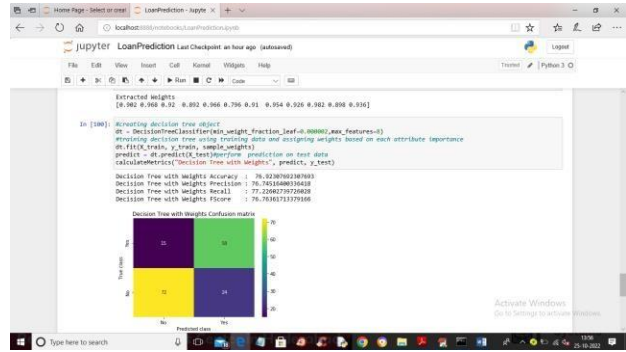 Home Page - Select or creat
LoanPrediction - Jupyter N
localhost:8888/notebooks/LoanPrediction.ipynb
jupyter LoanPrediction Last Checkpoint: an hour ago (autosaved)
Logout
File Edit View Insert Cell Kernel Widgets Help
Trusted Python 3 O
Run Code
Extracted Weights
[0.902 0.968 0.92 0.892 0.966 0.796 0.91 0.954 0.926 0.982 0.898 0.936]
In [100]: #creating decision tree object
dt = DecisionTreeClassifier(min_weight_fraction_leaf=0.000002,max_features=8)
#training decision tree using training data and assigning weights based on each attribute importance
dt.fit(X_train, y_train, sample_weights)
predict = dt.predict(X_test)#perform prediction on test data
calculateMetrics("Decision Tree with Weights", predict, y_test)
Decision Tree with Weights Accuracy : 76.92307692307693
Decision Tree with Weights Precision : 76.74516400336418
Decision Tree with Weights Recall : 77.22602739726028
Decision Tree with Weights FScore : 76.76361713379166
Decision Tree with Weights Confusion matrix
70
60
50
40
30
20
Yes
No
True class
72
No Yes
Predicted class
Activate Windows
Go to Settings to activate Windows.
Type here to search
13:56
25-10-2022